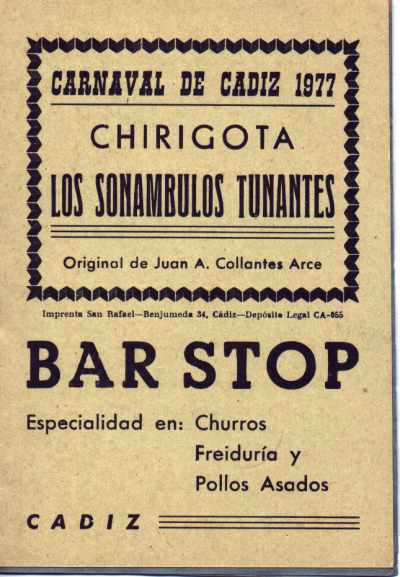 CARNAVAL DE CADIZ 1977
CHIRIGOTA
LOS SONAMBULOS TUNANTES
Original de Juan A. Collantes Arce
Imprenta San Rafael—Benjumeda 34, Cádiz—Depósito Legal CA-055
BAR STOP
Especialidad en: Churros
Freiduría y
Pollos Asados
CADIZ